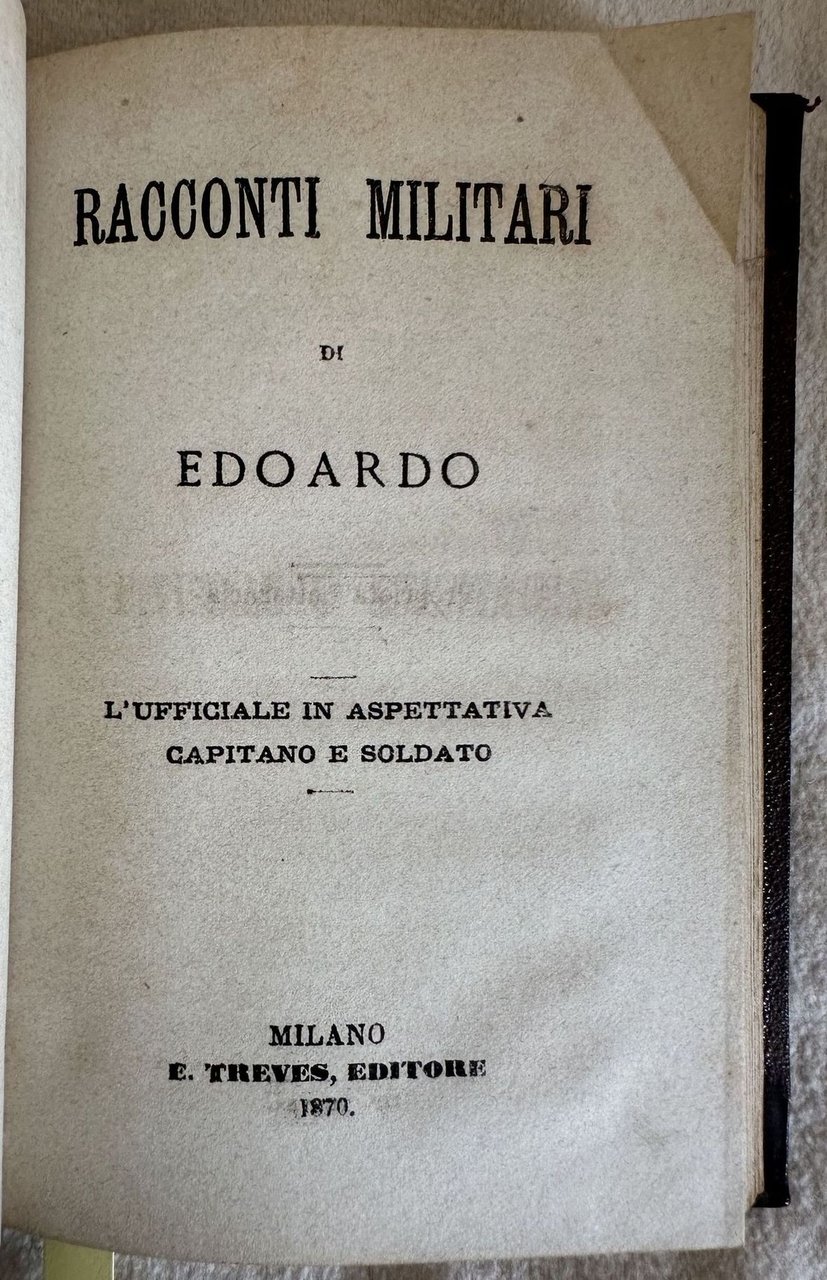 RACCONTI MILITARI
DI
EDOARDO
L'UFFICIALE IN ASPETTATIVA
CAPITANO E SOLDATO
MILANO
E. TREVES, EDITORE
1870.